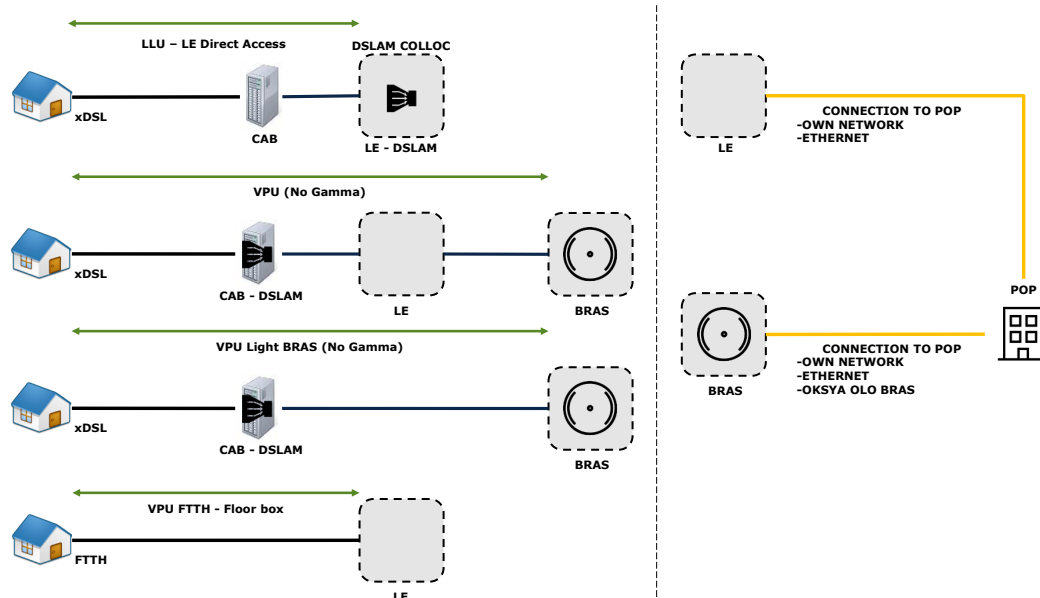 LLU – LE Direct Access
DSLAM COLLOC
xDSL
CAB
LE - DSLAM
VPU (No Gamma)
xDSL
CAB - DSLAM
LE
BRAS
VPU Light BRAS (No Gamma)
xDSL
CAB - DSLAM
BRAS
VPU FTTH - Floor box
FTTH
LE
CONNECTION TO POP
-OWN NETWORK
-ETHERNET
LE
POP
CONNECTION TO POP
-OWN NETWORK
-ETHERNET
-OKSYA OLO BRAS
BRAS